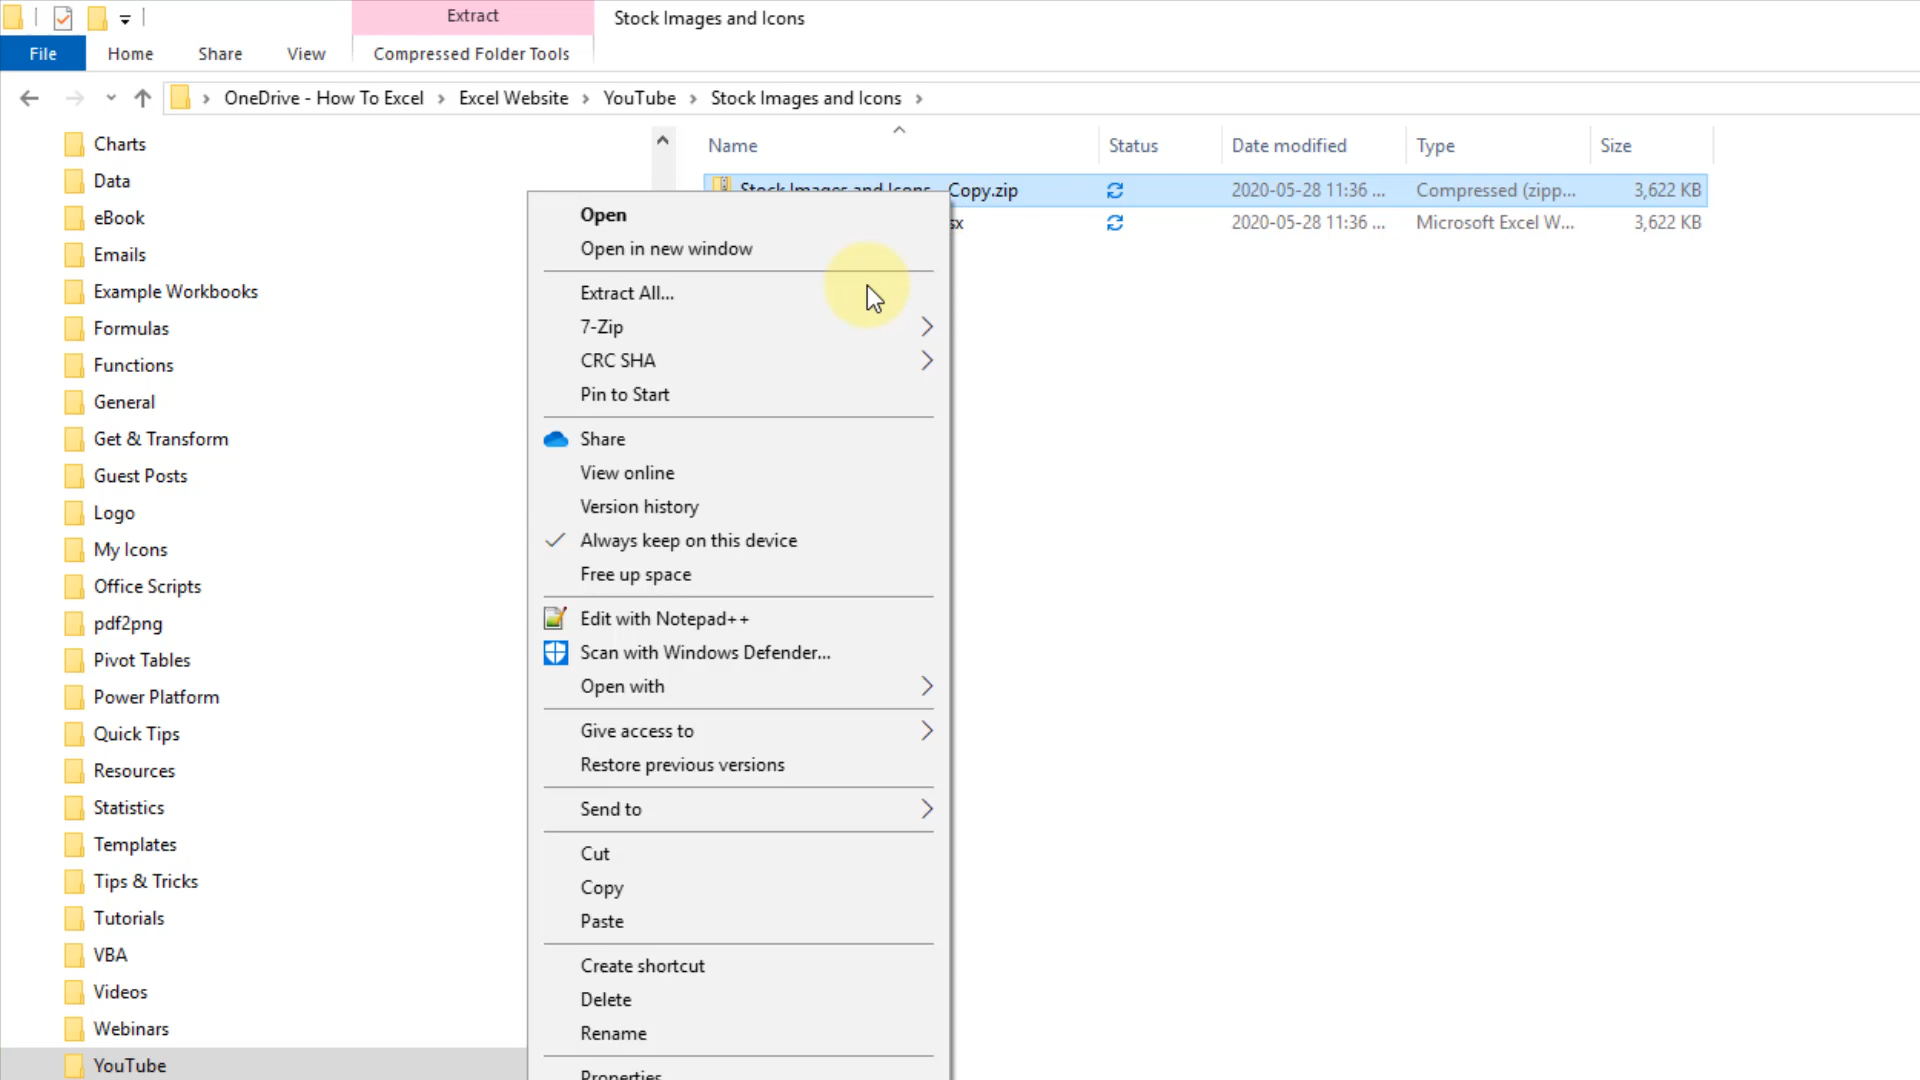 Extract
Stock Images and Icons
File
Home
Share
View
Compressed Folder Tools
OneDrive - How To Excel
Excel Website
YouTube
Stock Images and Icons
Charts
Data
eBook
Emails
Example Workbooks
Formulas
Functions
General
Get & Transform
Guest Posts
Logo
My Icons
Office Scripts
pdf2png
Pivot Tables
Power Platform
Quick Tips
Resources
Statistics
Templates
Tips & Tricks
Tutorials
VBA
Videos
Webinars
YouTube
Name
Status
Date modified
Type
Size
Stock Images and Icons - Copy.zip
2020-05-28 11:36 ...
Compressed (zipp...
3,622 KB
sx
2020-05-28 11:36 ...
Microsoft Excel W...
3,622 KB
Open
Open in new window
Extract All...
7-Zip
CRC SHA
Pin to Start
Share
View online
Version history
Always keep on this device
Free up space
Edit with Notepad++
Scan with Windows Defender...
Open with
Give access to
Restore previous versions
Send to
Cut
Copy
Paste
Create shortcut
Delete
Rename
Properties